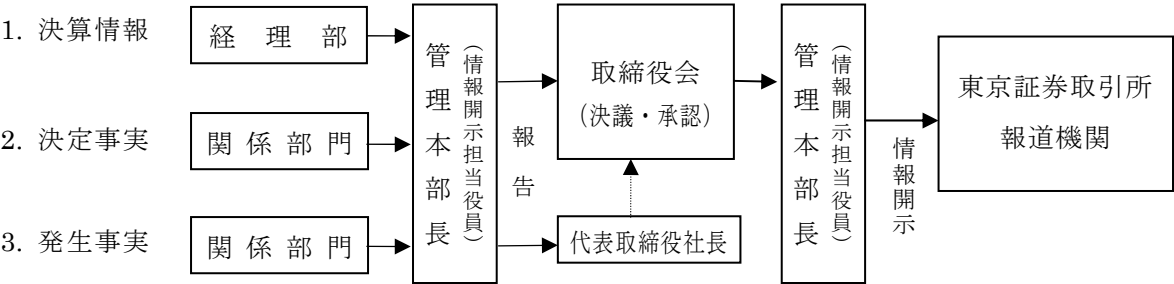 1. 決算情報
経理部
2. 決定事実
関係部門
3. 発生事実
関係部門
管理本部長
（情報開示担当役員）
報告
取締役会
（決議・承認）
代表取締役社長
管理本部長
（情報開示担当役員）
情報開示
東京証券取引所
報道機関